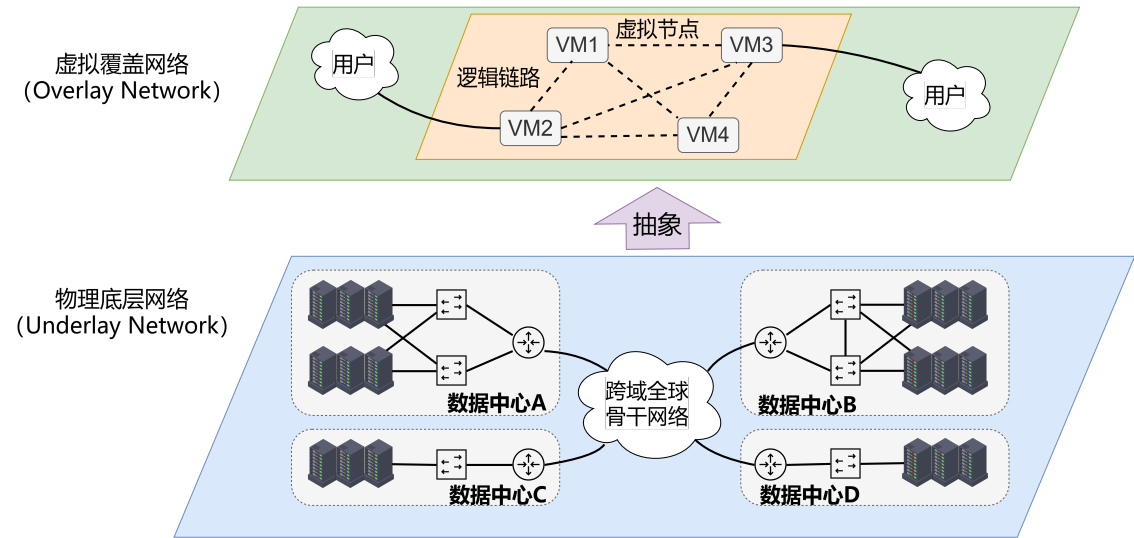 虚拟覆盖网络
（Overlay Network）
用户
VM1
虚拟节点
VM3
逻辑链路
VM2
VM4
用户
抽象
物理底层网络
（Underlay Network）
数据中心A
跨域全球
骨干网络
数据中心B
数据中心C
数据中心D